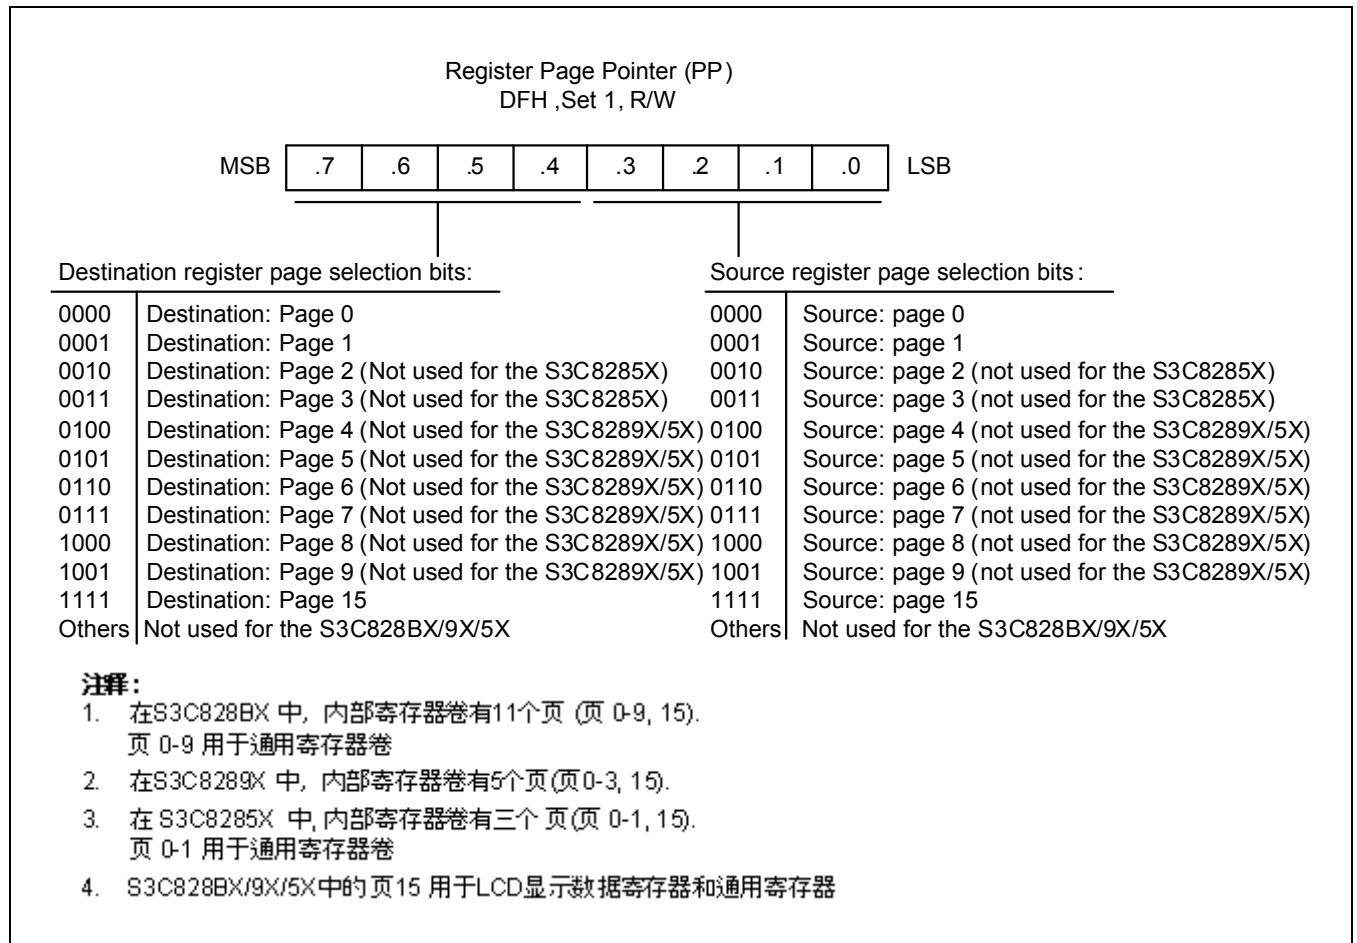 Register Page Pointer (PP)
DFH ,Set 1, R/W
MSB .7 .6 .5 .4 .3 .2 .1 .0 LSB
Destination register page selection bits:
0000 Destination: Page 0
0001 Destination: Page 1
0010 Destination: Page 2 (Not used for the S3C8285X)
0011 Destination: Page 3 (Not used for the S3C8285X)
0100 Destination: Page 4 (Not used for the S3C8289X/5X)
0101 Destination: Page 5 (Not used for the S3C8289X/5X)
0110 Destination: Page 6 (Not used for the S3C8289X/5X)
0111 Destination: Page 7 (Not used for the S3C8289X/5X)
1000 Destination: Page 8 (Not used for the S3C8289X/5X)
1001 Destination: Page 9 (Not used for the S3C8289X/5X)
1111 Destination: Page 15
Others Not used for the S3C828BX/9X/5X
Source register page selection bits:
0000 Source: page 0
0001 Source: page 1
0010 Source: page 2 (not used for the S3C8285X)
0011 Source: page 3 (not used for the S3C8285X)
0100 Source: page 4 (not used for the S3C8289X/5X)
0101 Source: page 5 (not used for the S3C8289X/5X)
0110 Source: page 6 (not used for the S3C8289X/5X)
0111 Source: page 7 (not used for the S3C8289X/5X)
1000 Source: page 8 (not used for the S3C8289X/5X)
1001 Source: page 9 (not used for the S3C8289X/5X)
1111 Source: page 15
Others Not used for the S3C828BX/9X/5X
注释:
1. 在S3C828BX 中, 内部寄存器卷有11个页 (页 0-9, 15).
页 0-9 用于通用寄存器卷
2. 在S3C8289X 中, 内部寄存器卷有5个页(页0-3, 15).
3. 在 S3C8285X 中, 内部寄存器卷有三个 页(页 0-1, 15).
页 0-1 用于通用寄存器卷
4. S3C828BX/9X/5X中的 页15 用于LCD显示数据寄存器和通用寄存器